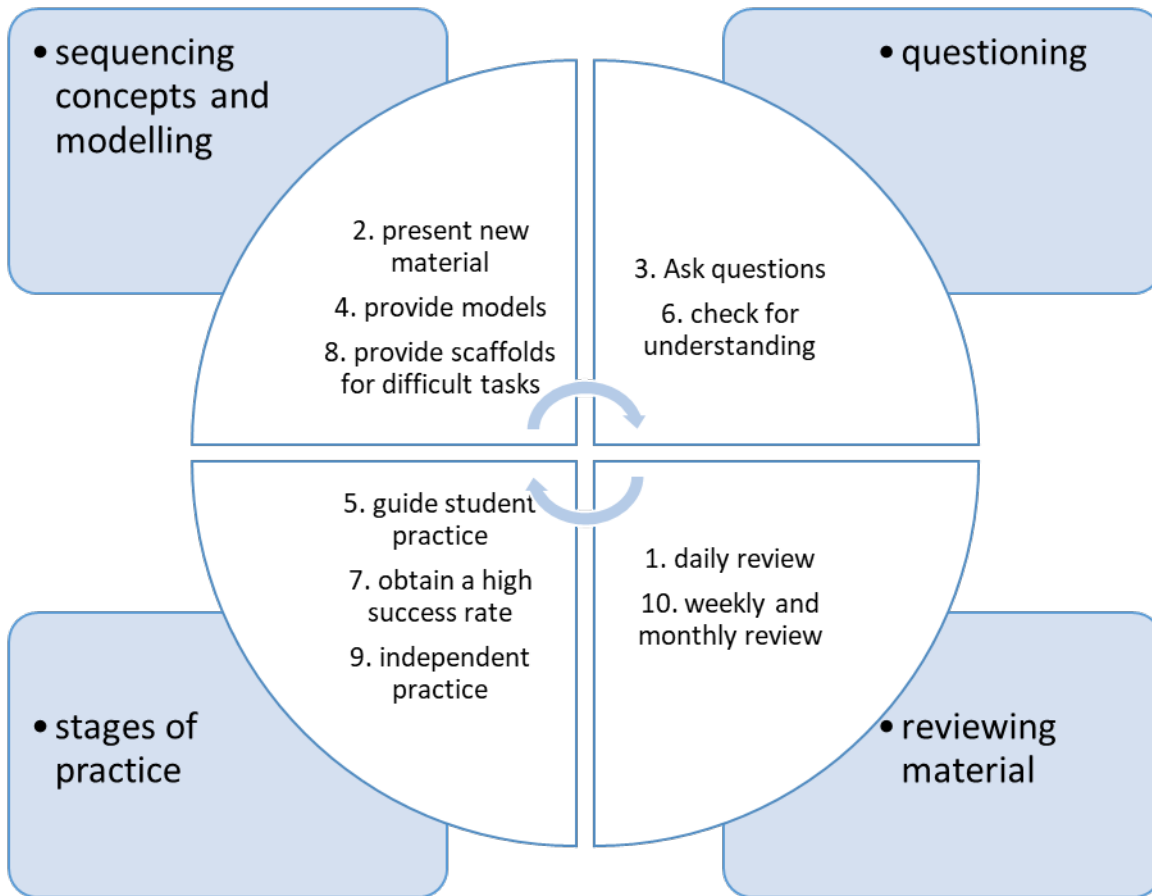 • sequencing
concepts and
modelling
2. present new
material
4. provide models
8. provide scaffolds
for difficult tasks
• questioning
3. Ask questions
6. check for
understanding
5. guide student
practice
7. obtain a high
success rate
9. independent
practice
• stages of
practice
1. daily review
10. weekly and
monthly review
• reviewing
material